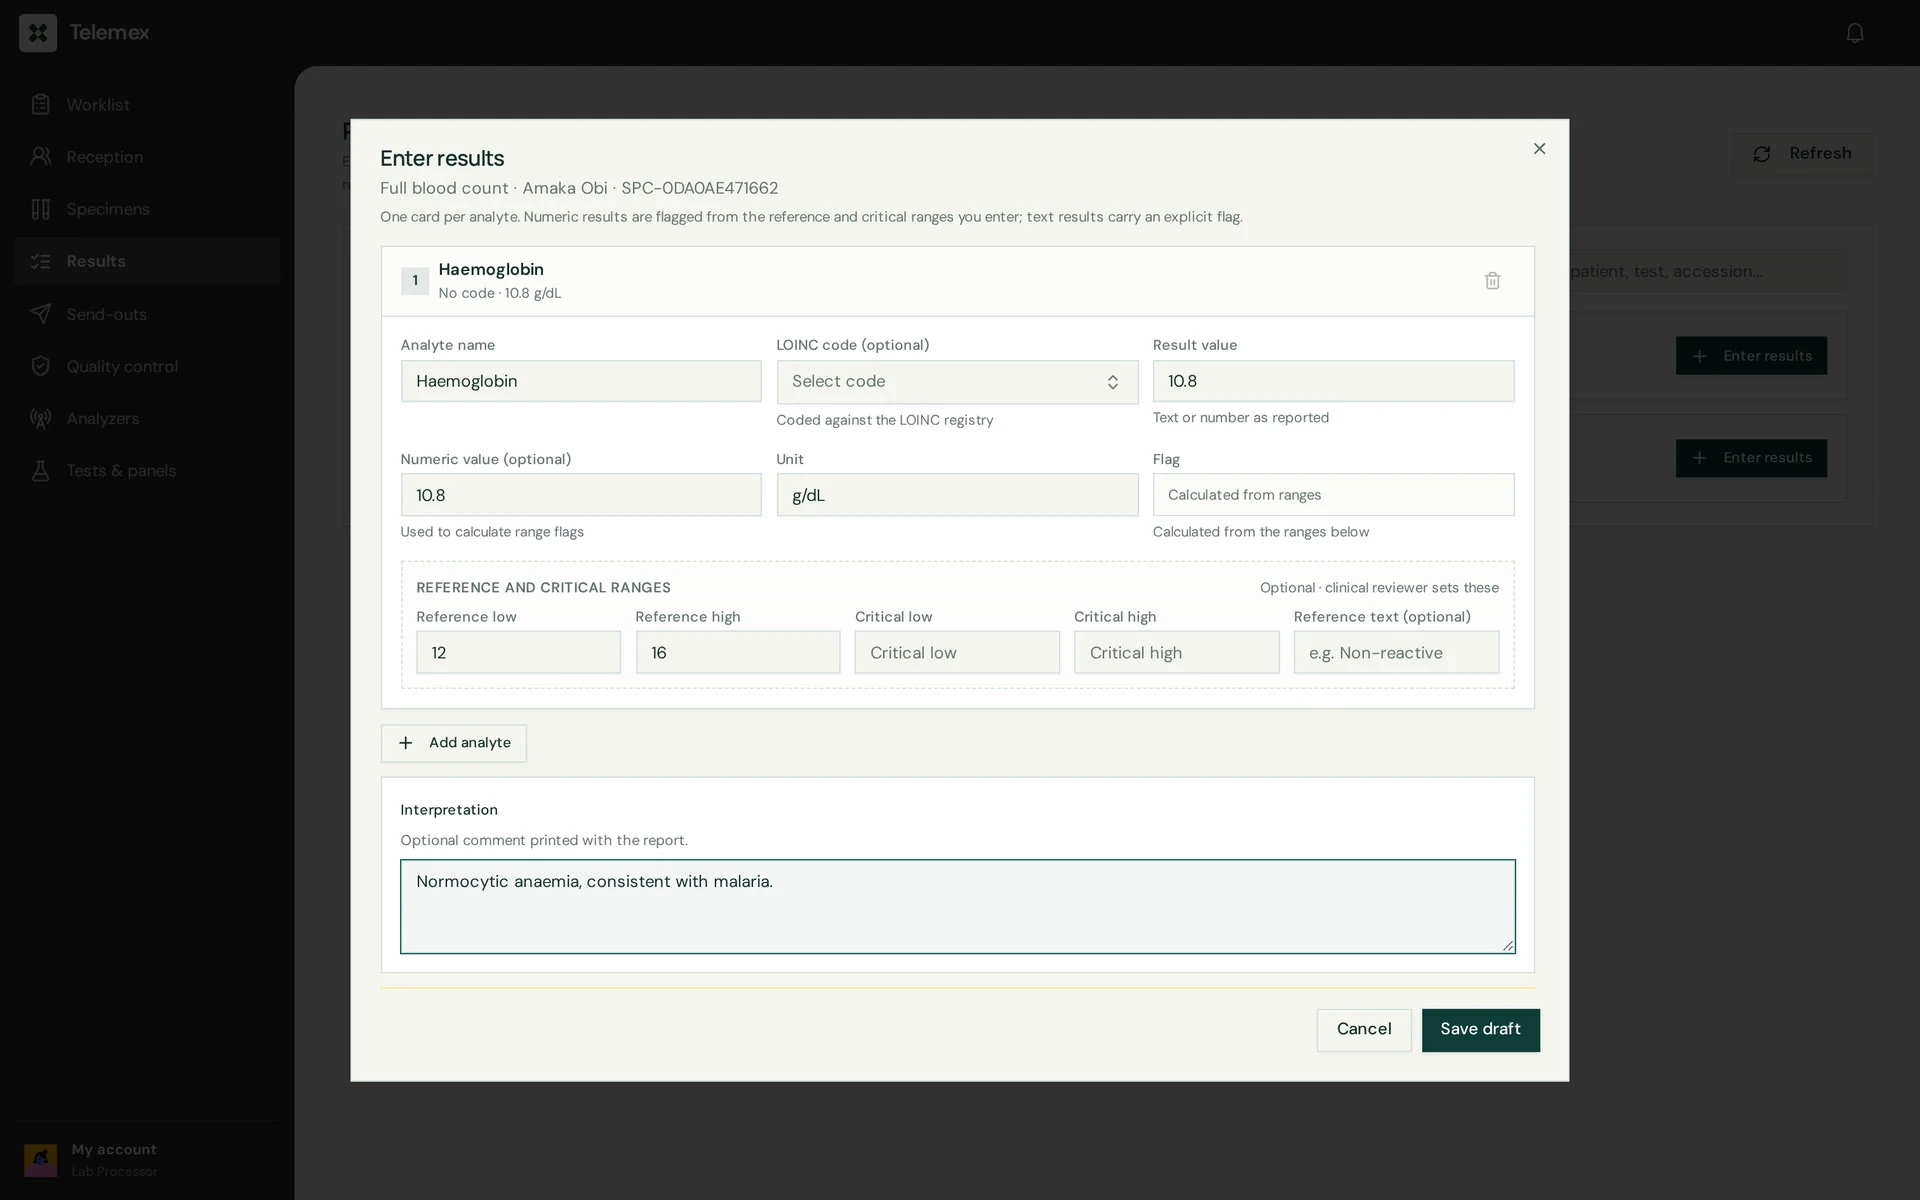 Telemex
Worklist
Reception
Specimens
Results
Send-outs
Quality control
Analyzers
Tests & panels
My account
Lab Processor
Refresh
patient, test, accession...
Enter results
Enter results
Enter results
Full blood count · Amaka Obi · SPC-0DA0AE471662
One card per analyte. Numeric results are flagged from the reference and critical ranges you enter; text results carry an explicit flag.
1
Haemoglobin
No code · 10.8 g/dL
Analyte name
LOINC code (optional)
Result value
Haemoglobin
Select code
10.8
Coded against the LOINC registry
Text or number as reported
Numeric value (optional)
Unit
Flag
10.8
g/dL
Calculated from ranges
Used to calculate range flags
Calculated from the ranges below
REFERENCE AND CRITICAL RANGES
Optional · clinical reviewer sets these
Reference low
Reference high
Critical low
Critical high
Reference text (optional)
12
16
Critical low
Critical high
e.g. Non-reactive
Add analyte
Interpretation
Optional comment printed with the report.
Normocytic anaemia, consistent with malaria.
Cancel
Save draft